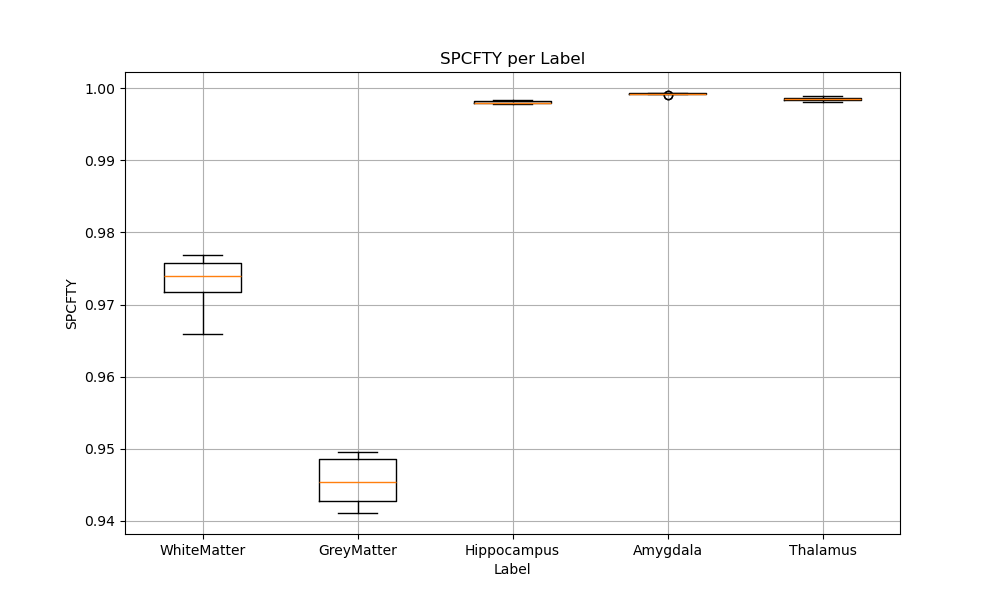 SPCFTY per Label
1.00
0.99
0.98
0.97
0.96
0.95
0.94
SPCFTY
WhiteMatter GreyMatter Hippocampus Amygdala Thalamus
Label